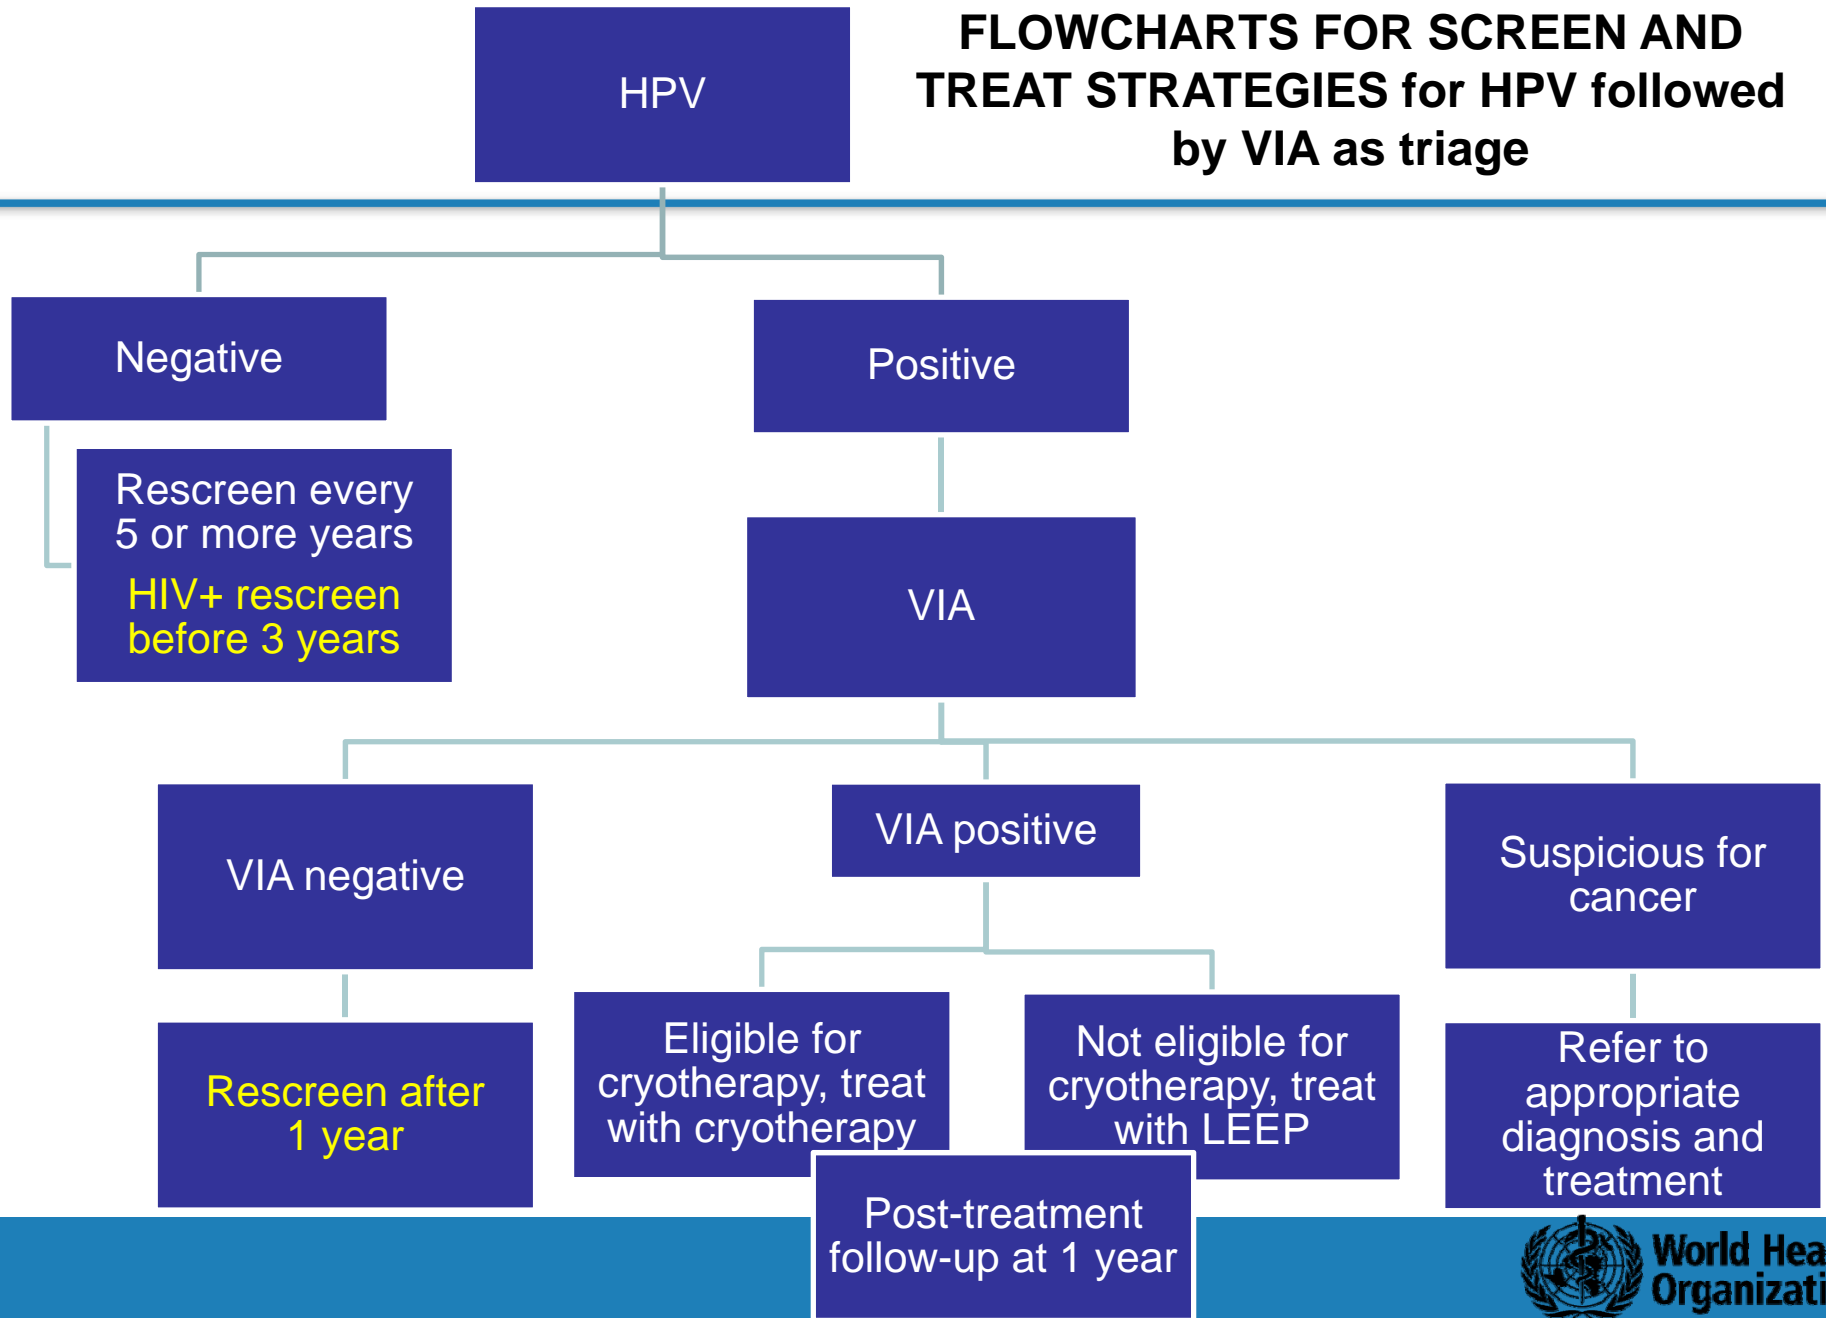 FLOWCHARTS FOR SCREEN AND
TREAT STRATEGIES for HPV followed
by VIA as triage
HPV
Negative
Positive
Rescreen every
5 or more years
HIV+ rescreen
before 3 years
VIA
VIA negative
VIA positive
Suspicious for
cancer
Rescreen after
1 year
Eligible for
cryotherapy, treat
with cryotherapy
Not eligible for
cryotherapy, treat
with LEEP
Refer to
appropriate
diagnosis and
treatment
Post-treatment
follow-up at 1 year
World Hea
Organizati